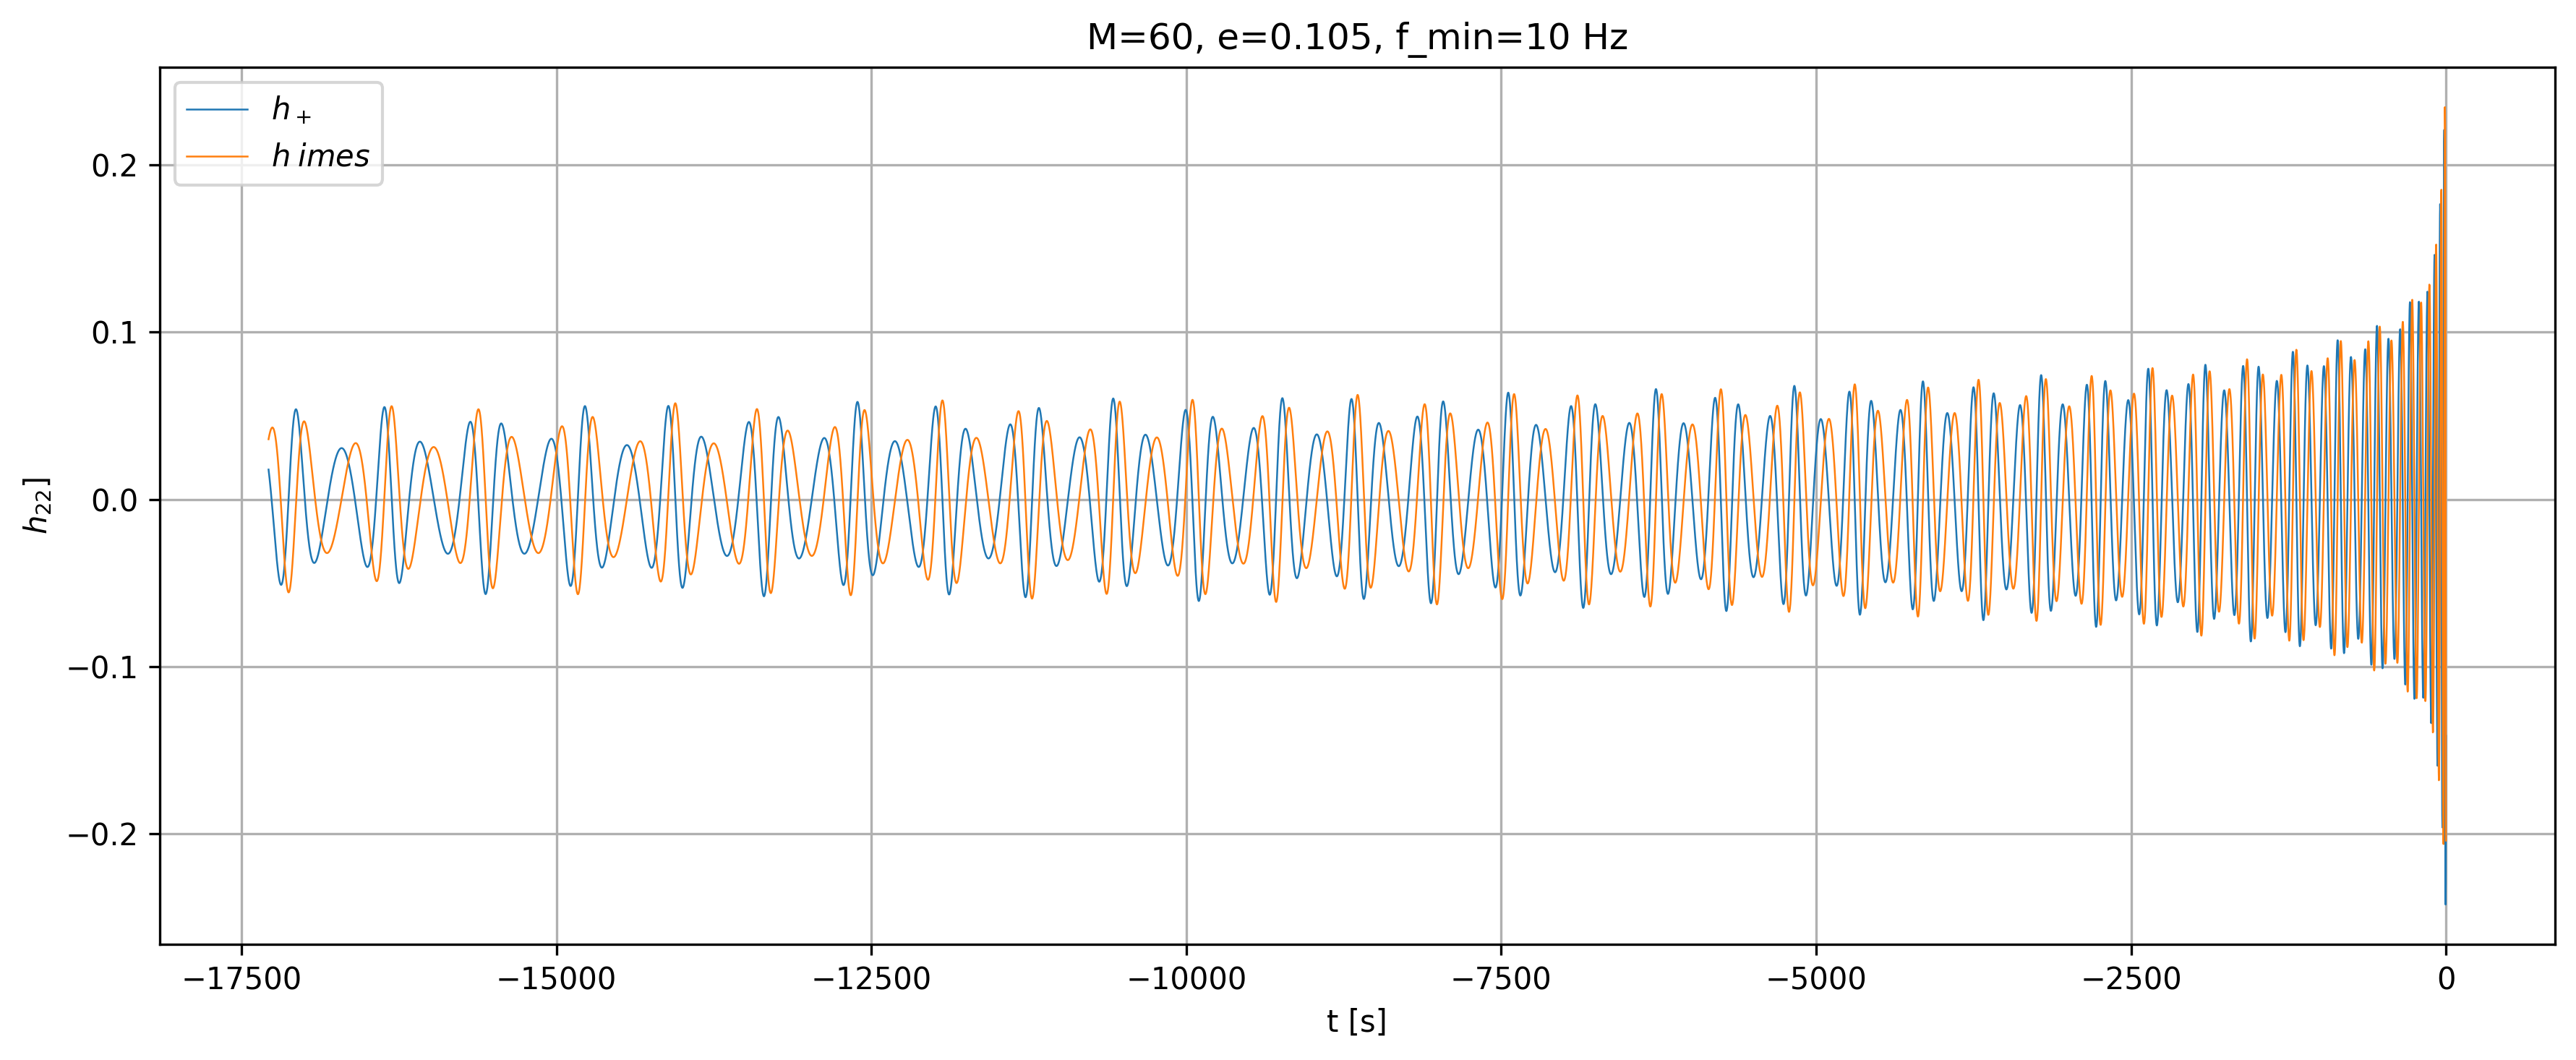 M=60, e=0.105, f_min=10 Hz
h₊
h imes
0.2
0.1
0.0
−0.1
−0.2
h₂₂]
−17500 −15000 −12500 −10000 −7500 −5000 −2500 0
t [s]